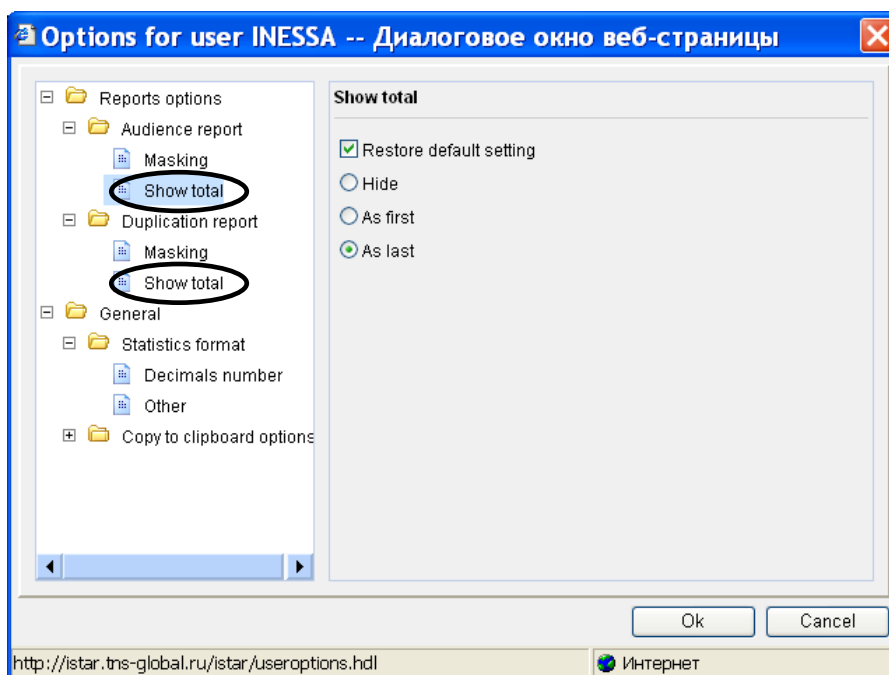 Options for user INESSA -- Диалоговое окно веб-страницы
Reports options
Audience report
Masking
Show total
Duplication report
Masking
Show total
General
Statistics format
Decimals number
Other
Copy to clipboard options
Show total
Restore default setting
Hide
As first
As last
Ok
Cancel
http://istar.tns-global.ru/istar/useroptions.hdl
Интернет